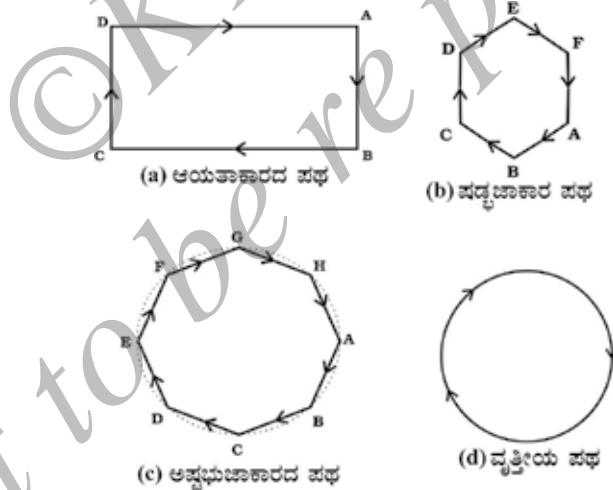 D A
C B
(a) ಆಯತಾಕಾರದ ಪಥ
E
D F
C A
B
(b) ಷಡ್ಭುಜಾಕಾರ ಪಥ
G
F H
E A
D B
C
(c) ಅಷ್ಟಭುಜಾಕಾರದ ಪಥ
(d) ವೃತ್ತೀಯ ಪಥ